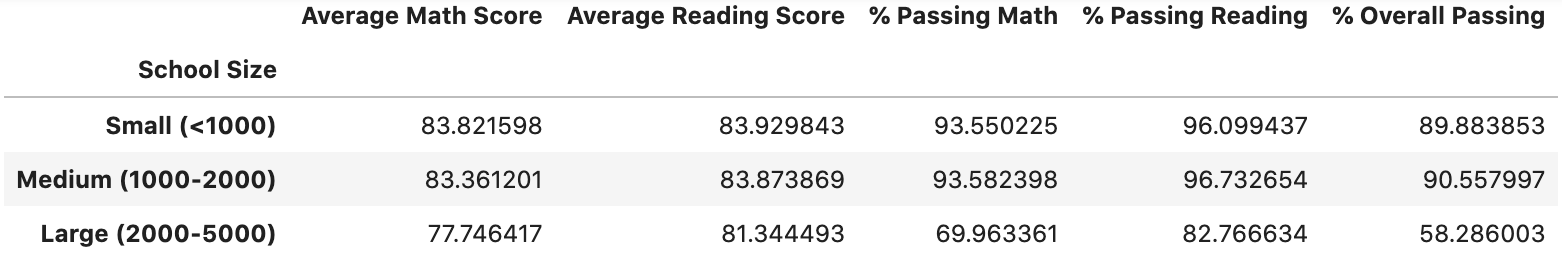 Average Math Score Average Reading Score % Passing Math % Passing Reading % Overall Passing
School Size
Small (<1000) 83.821598 83.929843 93.550225 96.099437 89.883853
Medium (1000-2000) 83.361201 83.873869 93.582398 96.732654 90.557997
Large (2000-5000) 77.746417 81.344493 69.963361 82.766634 58.286003